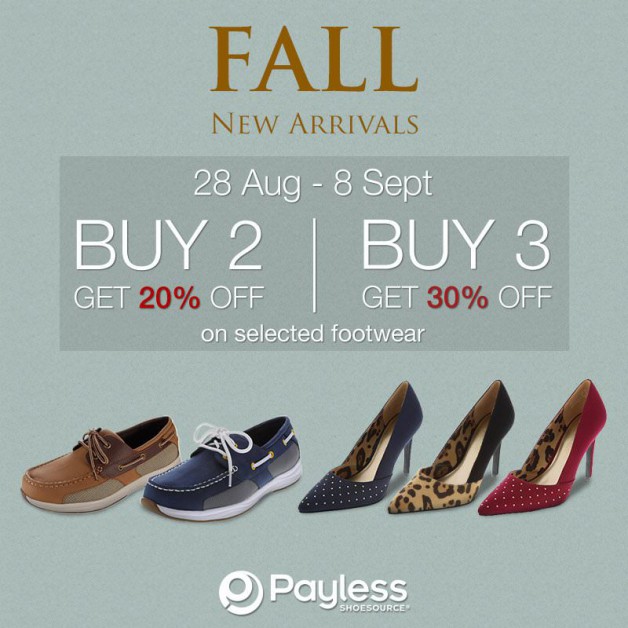 FALL
NEW ARRIVALS
28 Aug - 8 Sept
BUY 2
GET 20% OFF
BUY 3
GET 30% OFF
on selected footwear
Payless
SHOESOURCE®